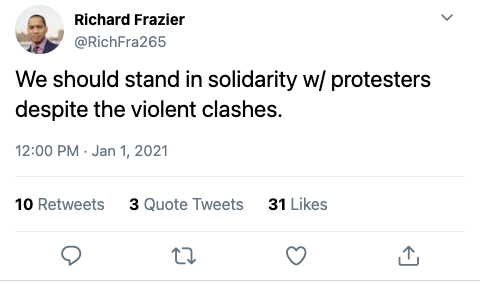 Richard Frazier
@RichFra265
We should stand in solidarity w/ protesters
despite the violent clashes.
12:00 PM · Jan 1, 2021
10 Retweets 3 Quote Tweets 31 Likes